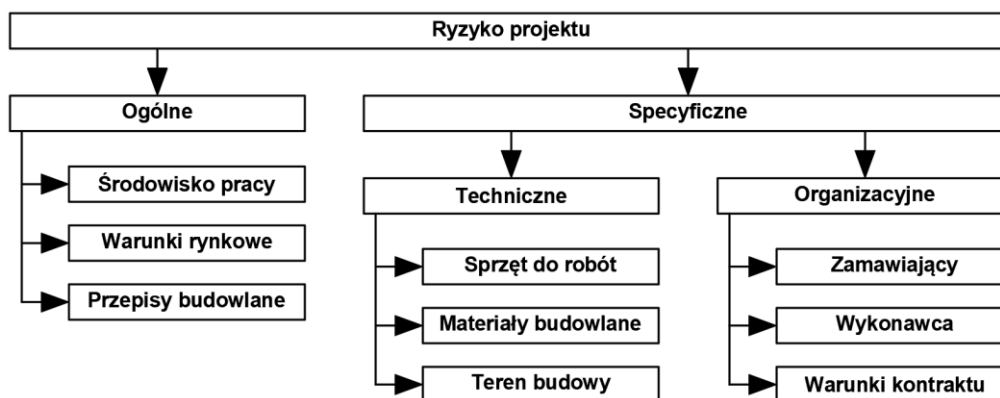 Ryzyko projektu
Ogólne
Specyficzne
Środowisko pracy
Warunki rynkowe
Przepisy budowlane
Techniczne
Sprzęt do robót
Materiały budowlane
Teren budowy
Organizacyjne
Zamawiający
Wykonawca
Warunki kontraktu